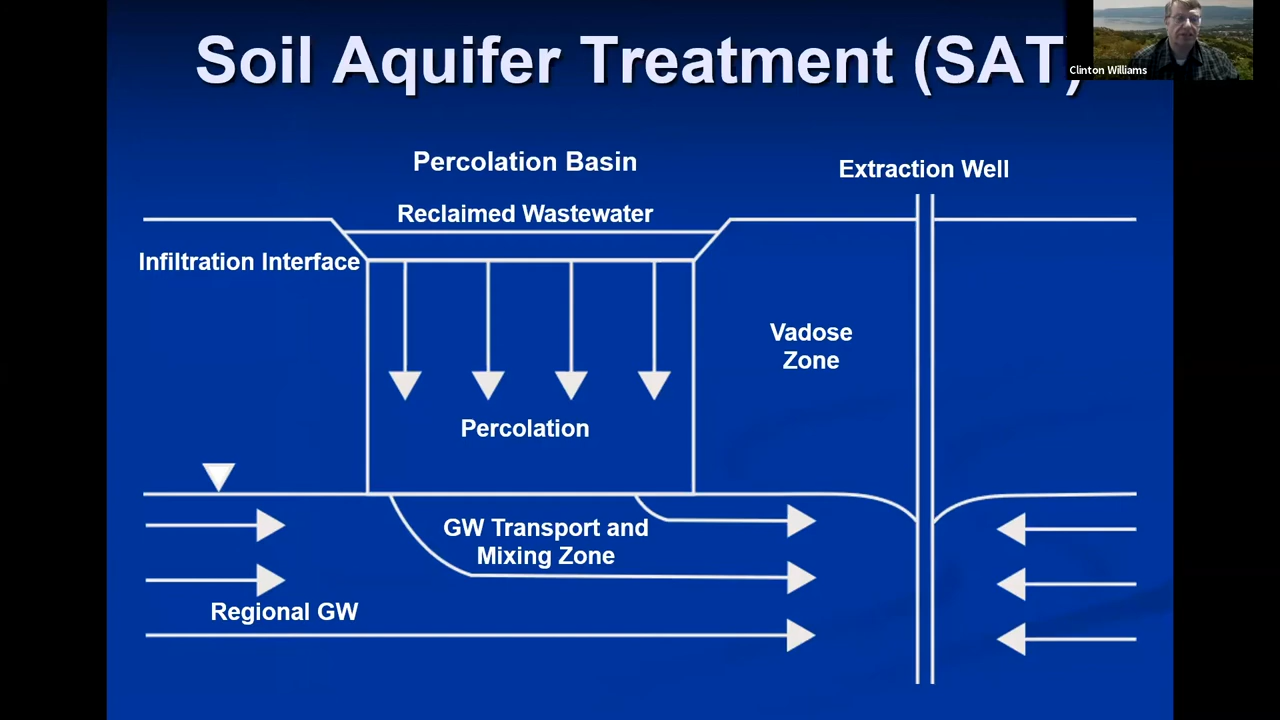 Soil Aquifer Treatment (SAT)
Clinton Williams
Percolation Basin
Extraction Well
Reclaimed Wastewater
Infiltration Interface
Vadose
Zone
Percolation
GW Transport and
Mixing Zone
Regional GW